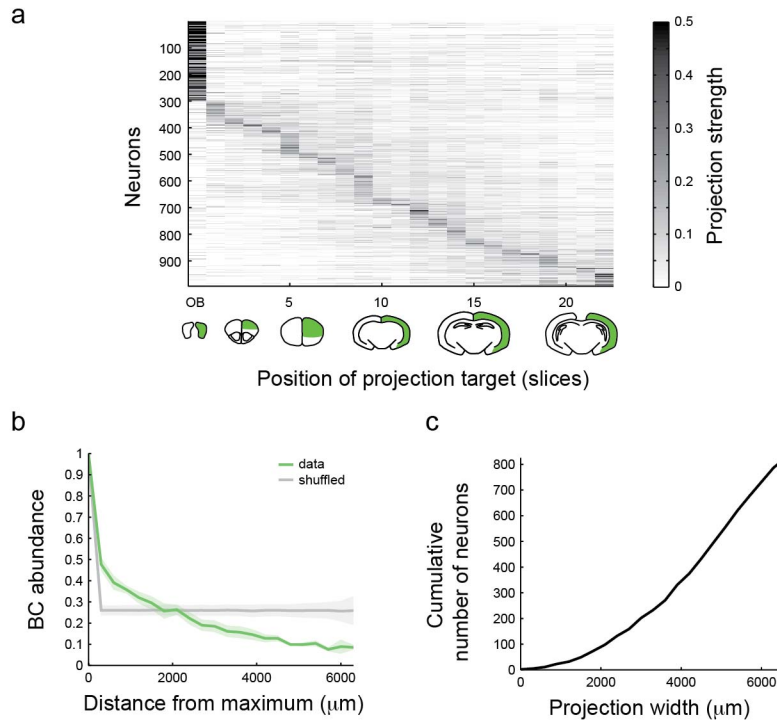 a
100
200
300
400
500
600
700
800
900
Neurons
OB 5 10 15 20
Position of projection target (slices)
0.5
0.4
0.3
0.2
0.1
0
Projection strength
b
1
0.9
0.8
0.7
0.6
0.5
0.4
0.3
0.2
0.1
0
BC abundance
data
shuffled
0 2000 4000 6000
Distance from maximum (μm)
c
800
700
600
500
400
300
200
100
0
Cumulative
number of neurons
0 2000 4000 6000
Projection width (μm)